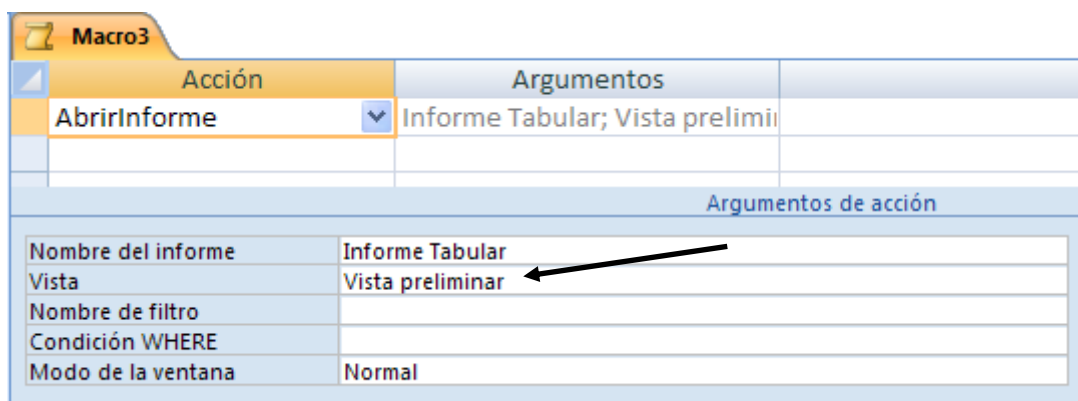 Macro3
Acción Argumentos
AbrirInforme Informe Tabular; Vista
Argumentos de acción
Nombre del informe Informe Tabular
Vista Vista preliminar
Nombre de filtro
Condición WHERE
Modo de la ventana Normal